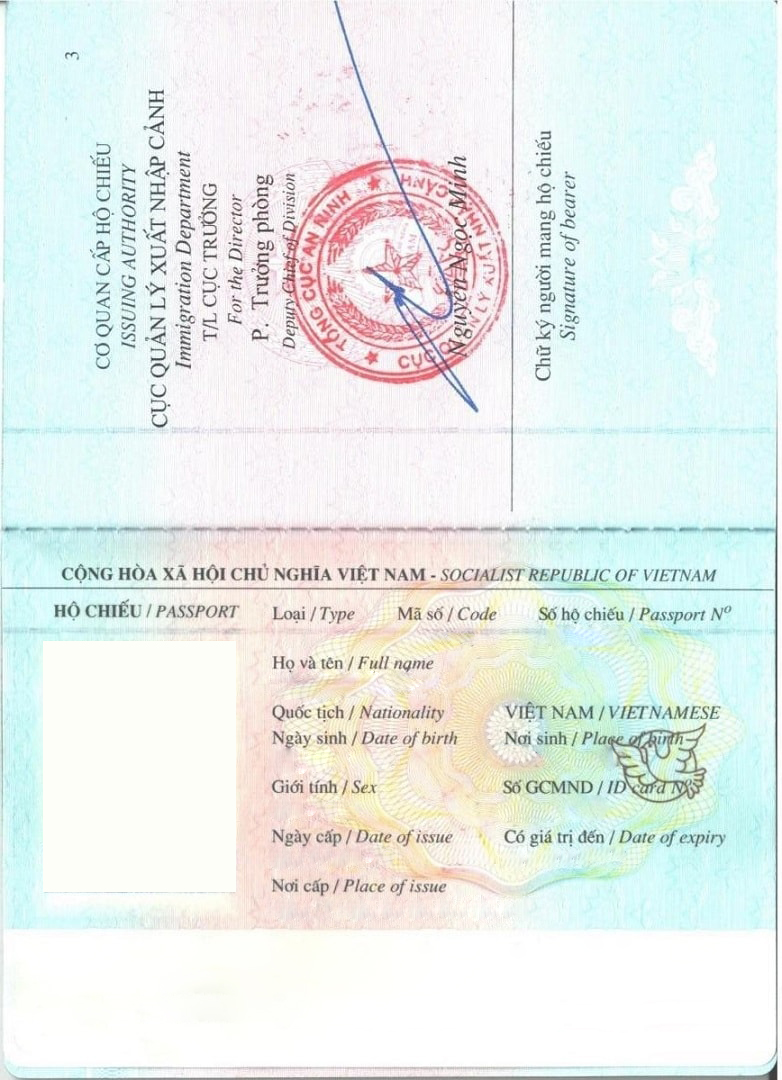 3
CƠ QUAN CẤP HỘ CHIẾU
ISSUING AUTHORITY
CỤC QUẢN LÝ XUẤT NHẬP CẢNH
Immigration Department
T/L CỤC TRƯỞNG
For the Director
P. Trưởng phòng
Deputy Chief of Division
TỔNG CỤC AN NINH
CỤC QUẢN LÝ XUẤT NHẬP CẢNH
Nguyễn Ngọc Minh
Chữ ký người mang hộ chiếu
Signature of bearer
CỘNG HÒA XÃ HỘI CHỦ NGHĨA VIỆT NAM - SOCIALIST REPUBLIC OF VIETNAM
HỘ CHIẾU / PASSPORT Loại / Type Mã số / Code Số hộ chiếu / Passport Nº
Họ và tên / Full name
Quốc tịch / Nationality VIỆT NAM / VIETNAMESE
Ngày sinh / Date of birth Nơi sinh / Place of birth
Giới tính / Sex Số GCMND / ID card Nº
Ngày cấp / Date of issue Có giá trị đến / Date of expiry
Nơi cấp / Place of issue